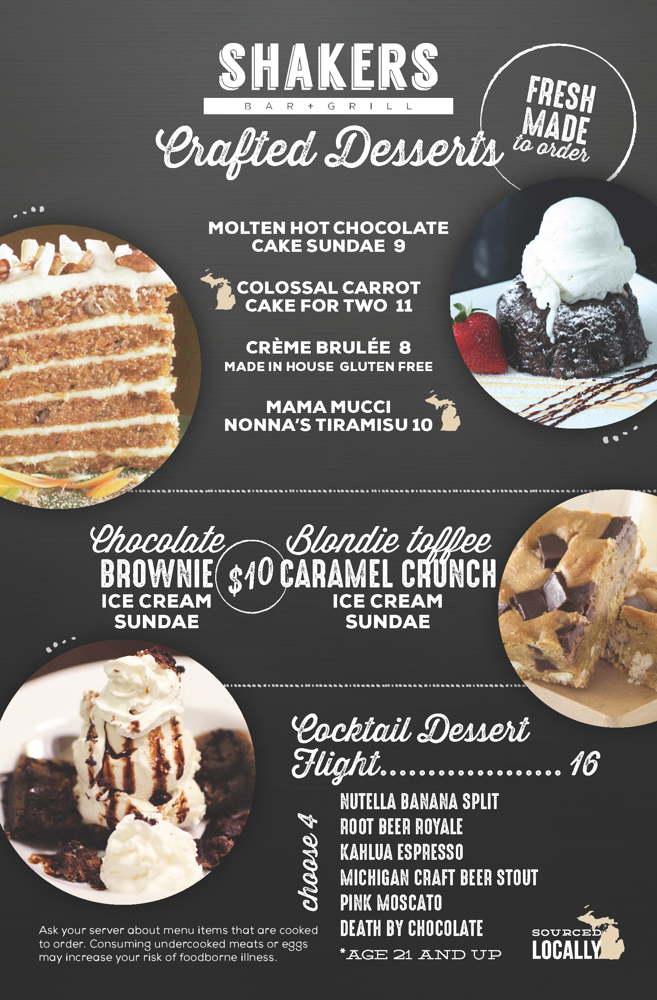 SHAKERS
BAR + GRILL
Crafted Desserts
FRESH
MADE
to order
MOLTEN HOT CHOCOLATE
CAKE SUNDAE 9
COLOSSAL CARROT
CAKE FOR TWO 11
CRÈME BRULÉE 8
MADE IN HOUSE GLUTEN FREE
MAMA MUCCI
NONNA'S TIRAMISU 10
Chocolate
BROWNIE
ICE CREAM
SUNDAE
$10
Blondie toffee
CARAMEL CRUNCH
ICE CREAM
SUNDAE
Cocktail Dessert
Flight................... 16
choose 4
NUTELLA BANANA SPLIT
ROOT BEER ROYALE
KAHLUA ESPRESSO
MICHIGAN CRAFT BEER STOUT
PINK MOSCATO
DEATH BY CHOCOLATE
*AGE 21 AND UP
Ask your server about menu items that are cooked
to order. Consuming undercooked meats or eggs
may increase your risk of foodborne illness.
SOURCED
LOCALLY